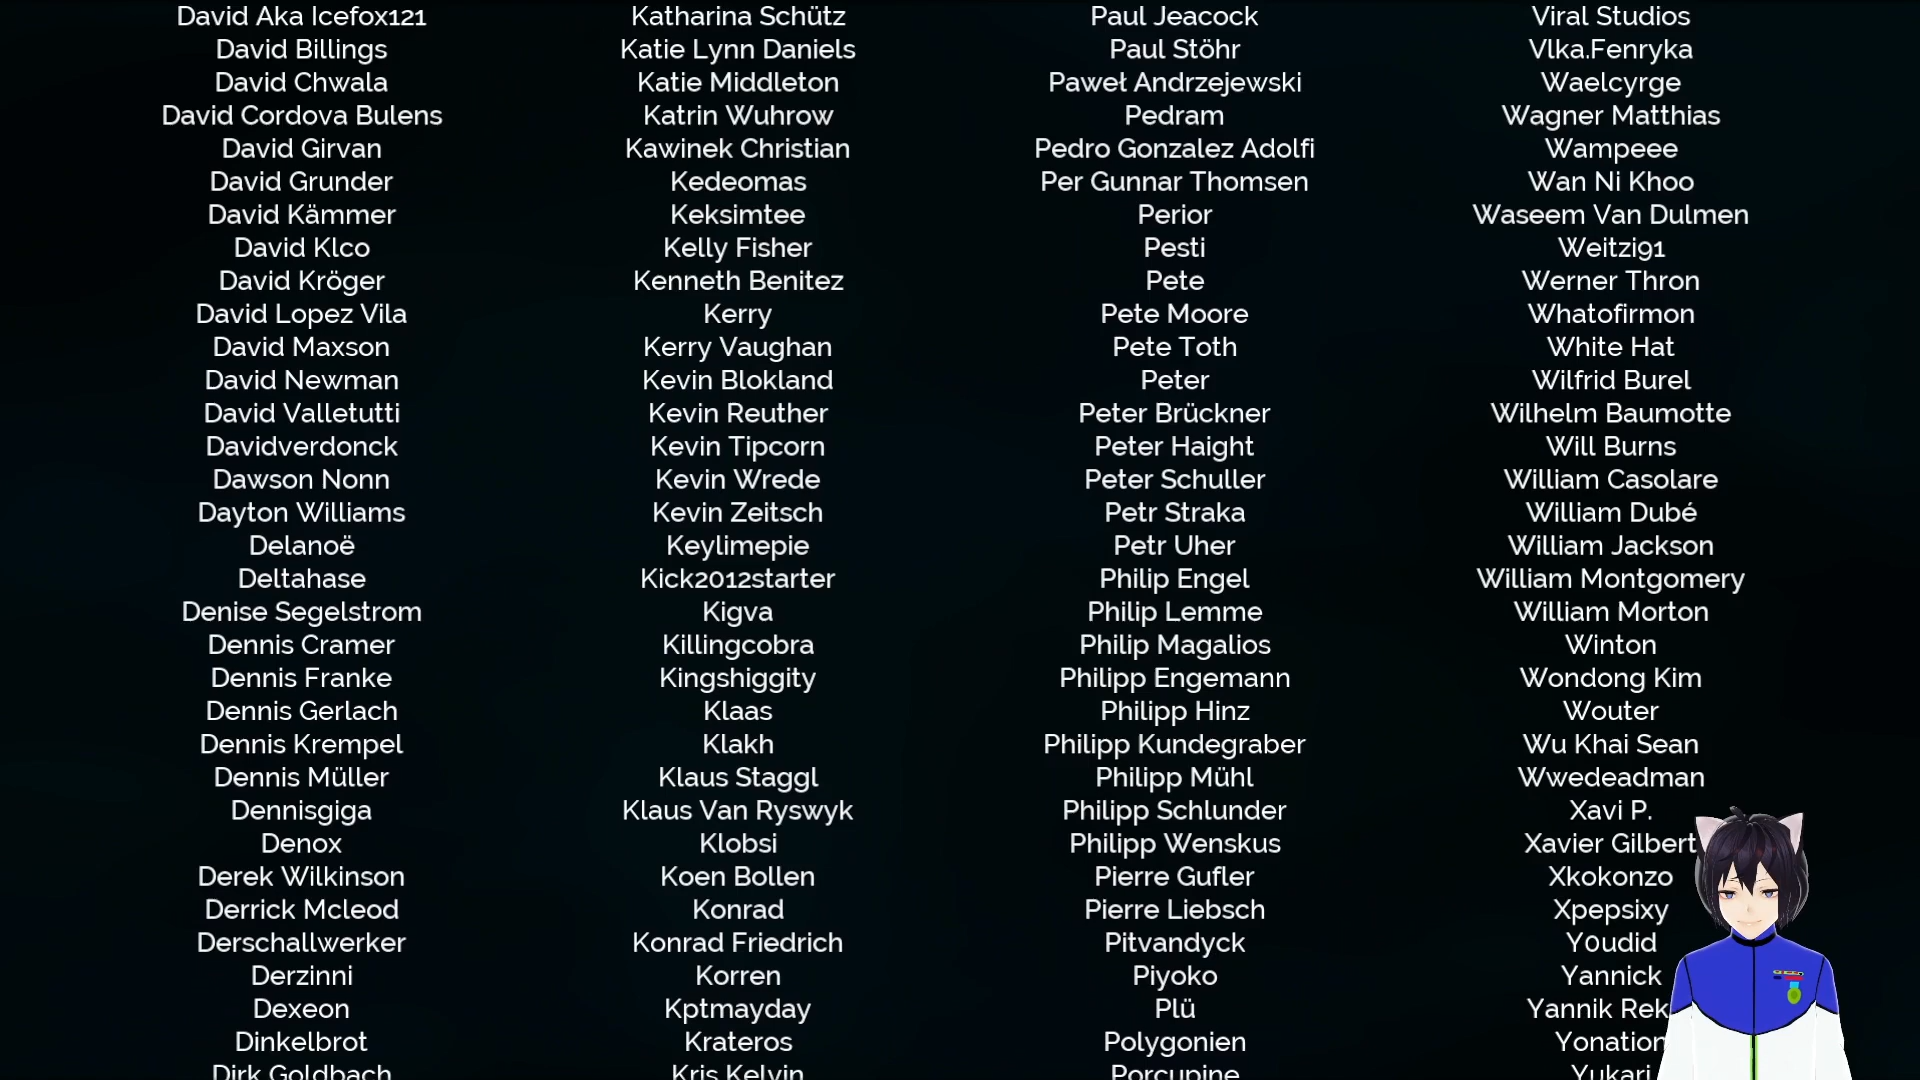 David Aka Icefox121
David Billings
David Chwala
David Cordova Bulens
David Girvan
David Grunder
David Kämmer
David Klco
David Kröger
David Lopez Vila
David Maxson
David Newman
David Valletutti
Davidverdonck
Dawson Nonn
Dayton Williams
Delanoë
Deltahase
Denise Segelstrom
Dennis Cramer
Dennis Franke
Dennis Gerlach
Dennis Krempel
Dennis Müller
Dennisgiga
Denox
Derek Wilkinson
Derrick Mcleod
Derschallwerker
Derzinni
Dexeon
Dinkelbrot
Dirk Goldbach
Katharina Schütz
Katie Lynn Daniels
Katie Middleton
Katrin Wuhrow
Kawinek Christian
Kedeomas
Keksimtee
Kelly Fisher
Kenneth Benitez
Kerry
Kerry Vaughan
Kevin Blokland
Kevin Reuther
Kevin Tipcorn
Kevin Wrede
Kevin Zeitsch
Keylimepie
Kick2012starter
Kigva
Killingcobra
Kingshiggity
Klaas
Klakh
Klaus Staggl
Klaus Van Ryswyk
Klobsi
Koen Bollen
Konrad
Konrad Friedrich
Korren
Kptmayday
Krateros
Kris Kelvin
Paul Jeacock
Paul Stöhr
Paweł Andrzejewski
Pedram
Pedro Gonzalez Adolfi
Per Gunnar Thomsen
Perior
Pesti
Pete
Pete Moore
Pete Toth
Peter
Peter Brückner
Peter Haight
Peter Schuller
Petr Straka
Petr Uher
Philip Engel
Philip Lemme
Philip Magalios
Philipp Engemann
Philipp Hinz
Philipp Kundegraber
Philipp Mühl
Philipp Schlunder
Philipp Wenskus
Pierre Gufler
Pierre Liebsch
Pitvandyck
Piyoko
Plü
Polygonien
Porcupine
Viral Studios
Vlka.Fenryka
Waelcyrge
Wagner Matthias
Wampeee
Wan Ni Khoo
Waseem Van Dulmen
Weitzi91
Werner Thron
Whatofirmon
White Hat
Wilfrid Burel
Wilhelm Baumotte
Will Burns
William Casolare
William Dubé
William Jackson
William Montgomery
William Morton
Winton
Wondong Kim
Wouter
Wu Khai Sean
Wwedeadman
Xavi P.
Xavier Gilbert
Xkokonzo
Xpepsixy
Y0udid
Yannick
Yannik Rek
Yonation
Yukari